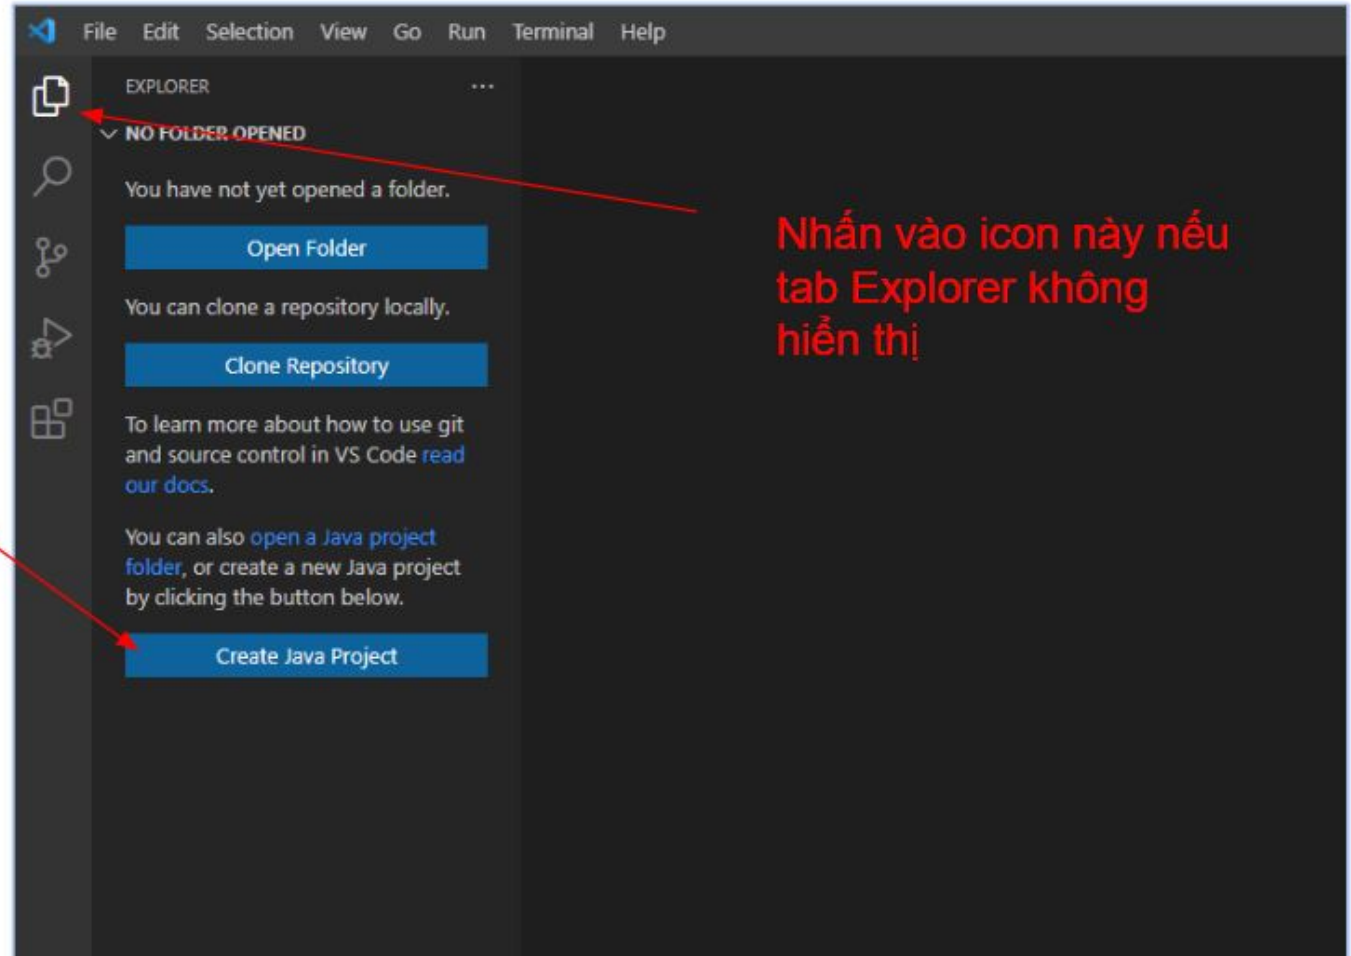 File Edit Selection View Go Run Terminal Help
EXPLORER
NO FOLDER OPENED
You have not yet opened a folder.
Open Folder
You can clone a repository locally.
Clone Repository
To learn more about how to use git
and source control in VS Code read
our docs.
You can also open a Java project
folder, or create a new Java project
by clicking the button below.
Create Java Project
Nhấn vào icon này nếu
tab Explorer không
hiển thị